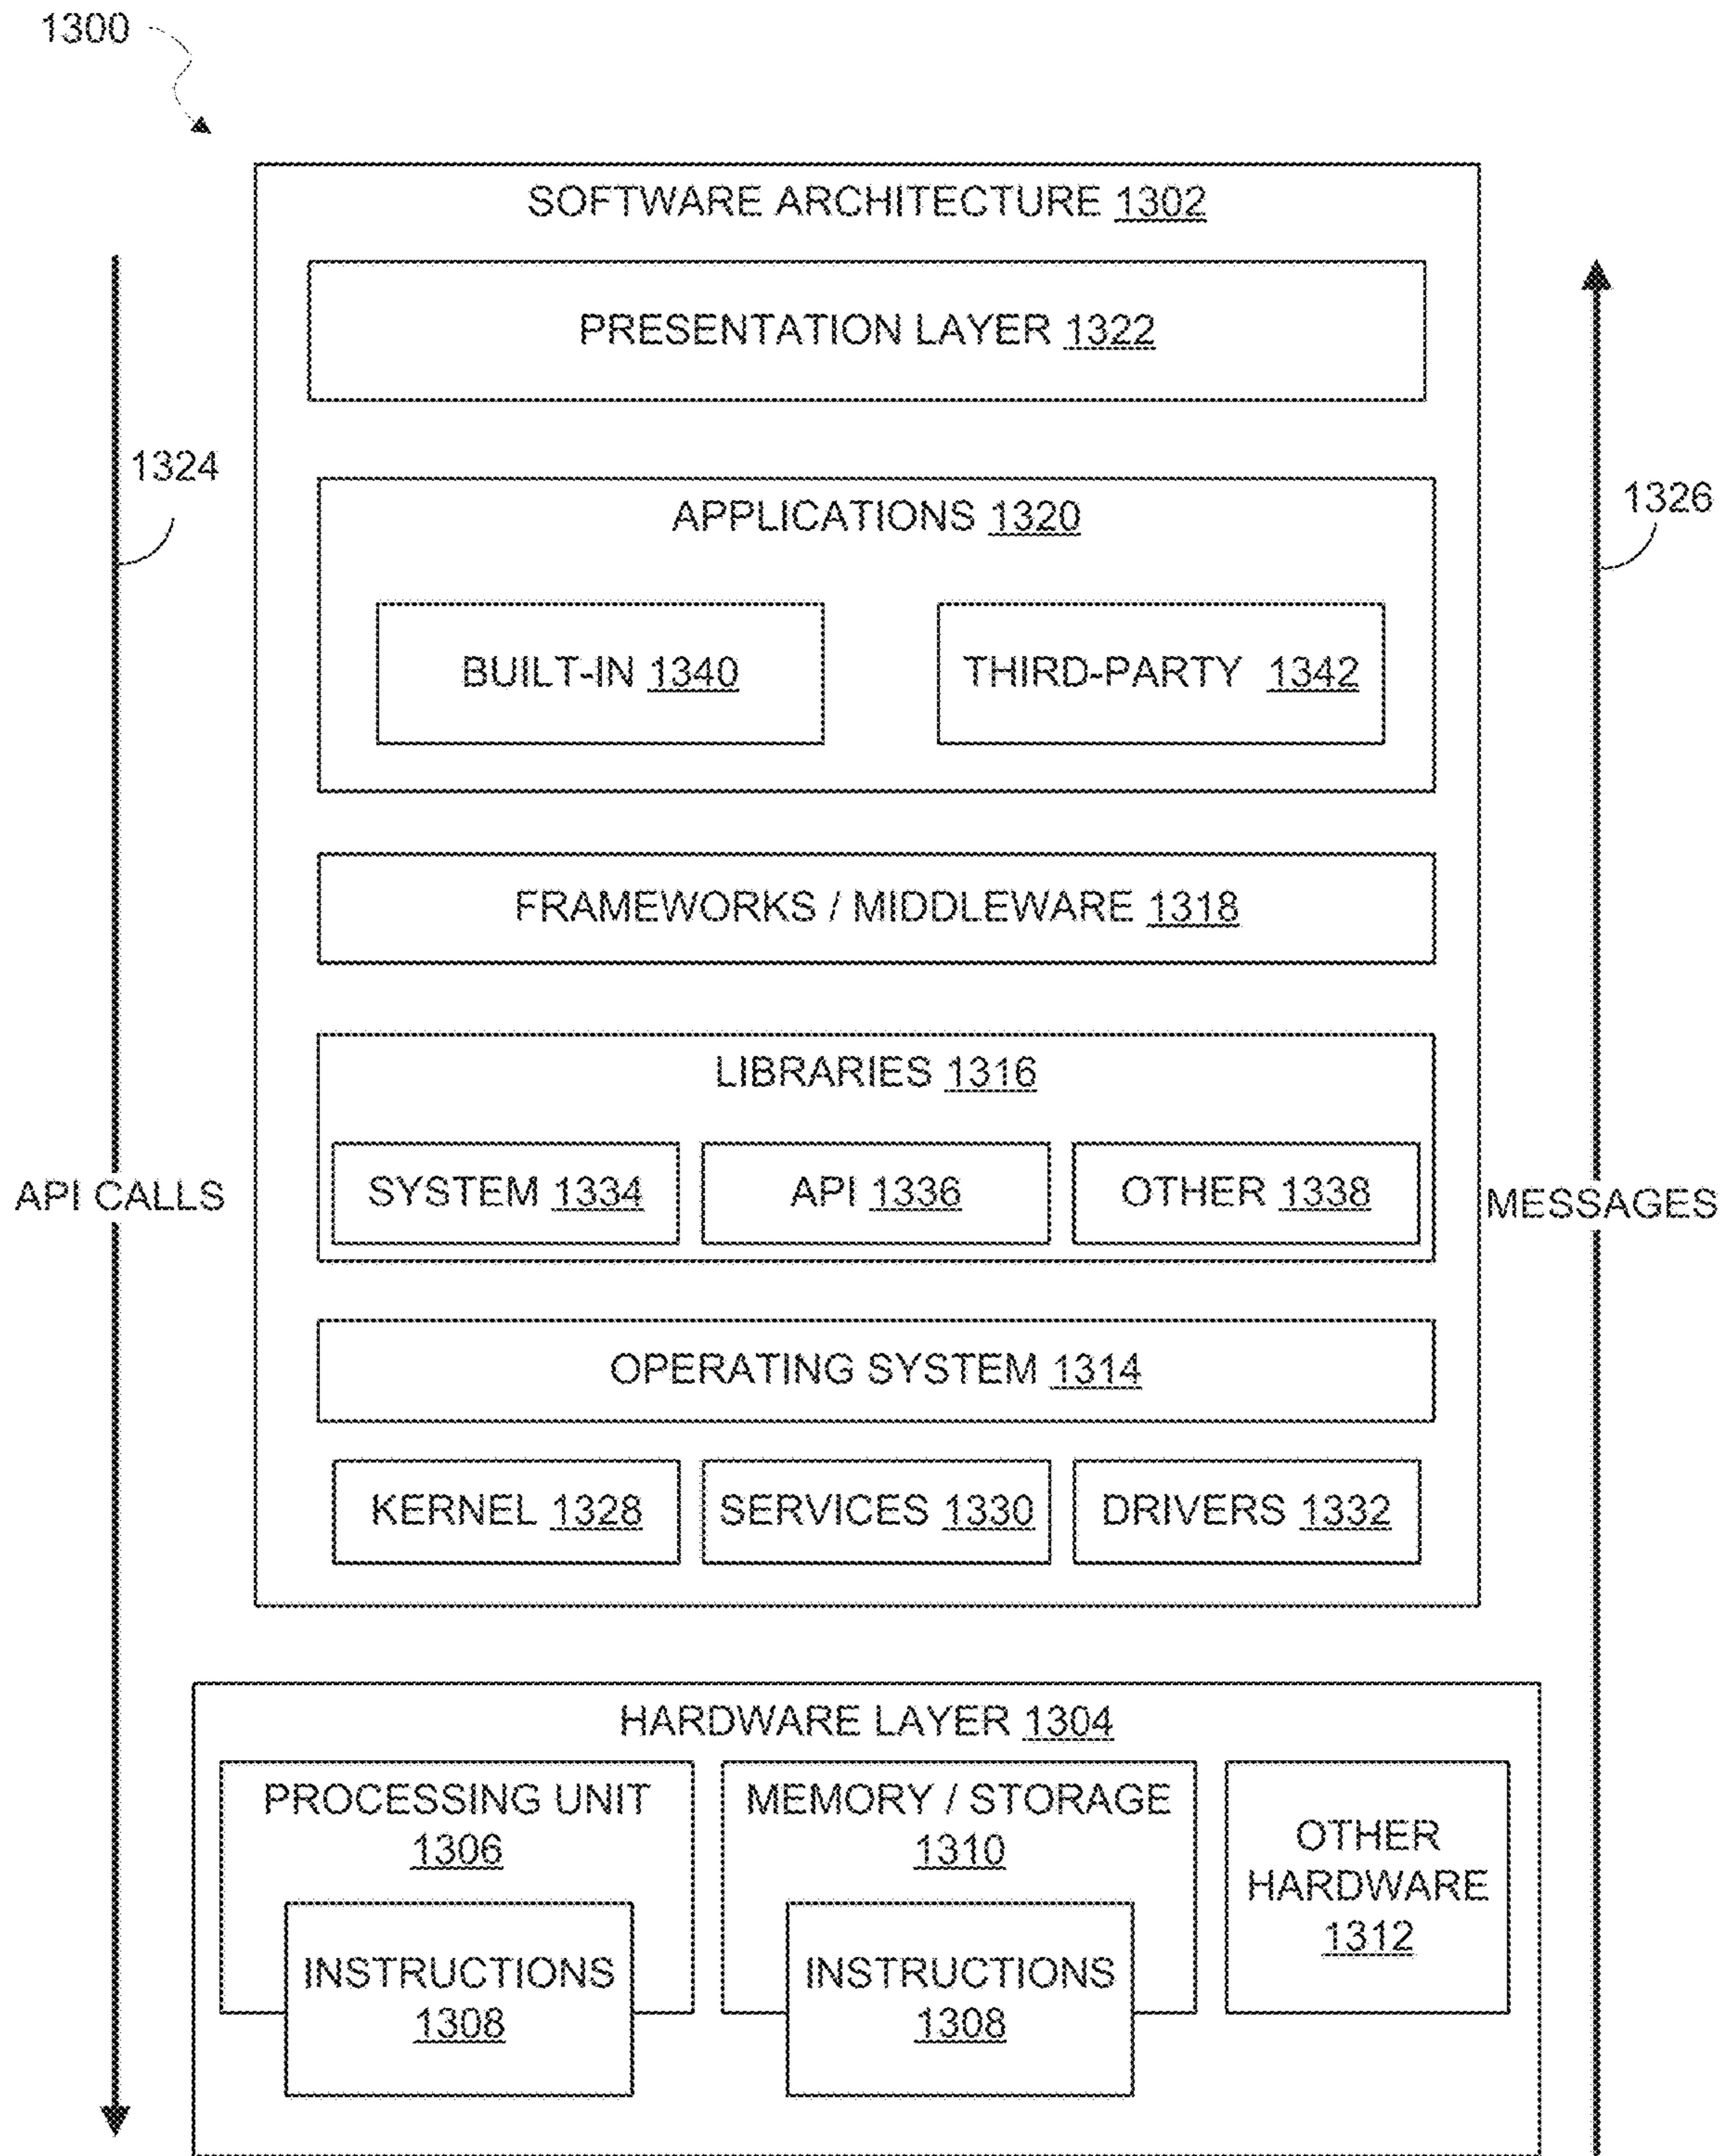 1300
SOFTWARE ARCHITECTURE 1302
PRESENTATION LAYER 1322
1324
1326
APPLICATIONS 1320
BUILT-IN 1340
THIRD-PARTY 1342
FRAMEWORKS / MIDDLEWARE 1318
LIBRARIES 1316
SYSTEM 1334
API 1336
OTHER 1338
API CALLS
MESSAGES
OPERATING SYSTEM 1314
KERNEL 1328
SERVICES 1330
DRIVERS 1332
HARDWARE LAYER 1304
PROCESSING UNIT
1306
INSTRUCTIONS
1308
MEMORY / STORAGE
1310
INSTRUCTIONS
1308
OTHER
HARDWARE
1312